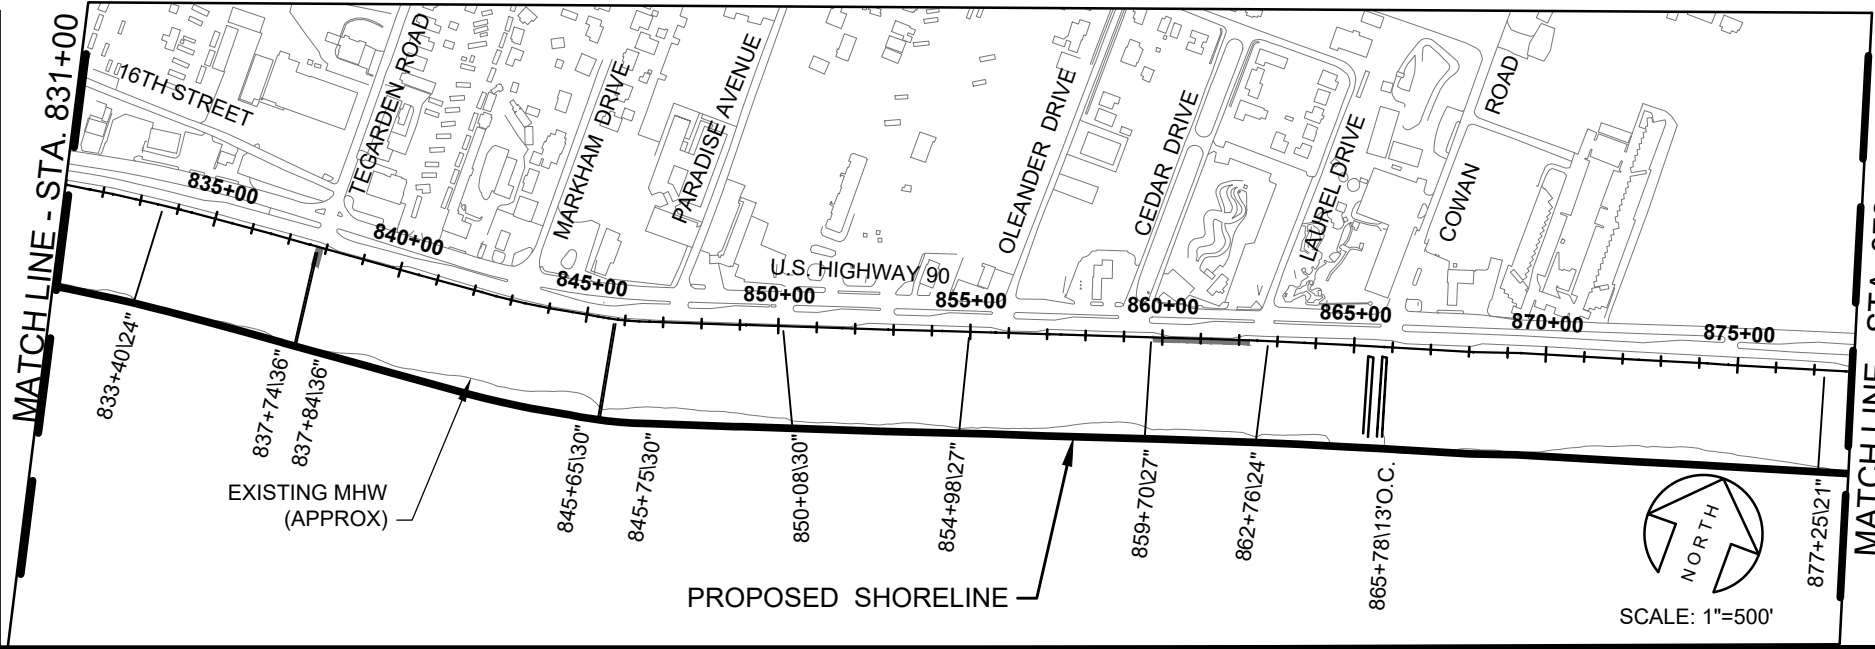 MATCH LINE - STA. 831+00
16TH STREET
TEGARDEN ROAD
MARKHAM DRIVE
PARADISE AVENUE
OLEANDER DRIVE
CEDAR DRIVE
LAUREL DRIVE
COWAN ROAD
U.S. HIGHWAY 90
835+00
840+00
845+00
850+00
855+00
860+00
865+00
870+00
875+00
833+40\24"
837+74\36"
837+84\36"
845+65\30"
845+75\30"
850+08\30"
854+98\27"
859+70\27"
862+76\24"
865+78\13'O.C.
877+25\21"
EXISTING MHW
(APPROX)
PROPOSED SHORELINE
NORTH
SCALE: 1"=500'
MATCH LINE - STA.